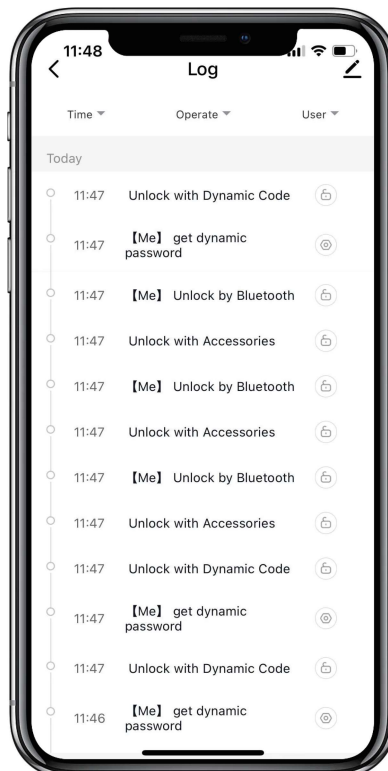 11:48
Log
Time Operate User
Today
11:47 Unlock with Dynamic Code
11:47 【Me】 get dynamic
password
11:47 【Me】 Unlock by Bluetooth
11:47 Unlock with Accessories
11:47 【Me】 Unlock by Bluetooth
11:47 Unlock with Accessories
11:47 【Me】 Unlock by Bluetooth
11:47 Unlock with Accessories
11:47 Unlock with Dynamic Code
11:47 【Me】 get dynamic
password
11:47 Unlock with Dynamic Code
11:46 【Me】 get dynamic
password